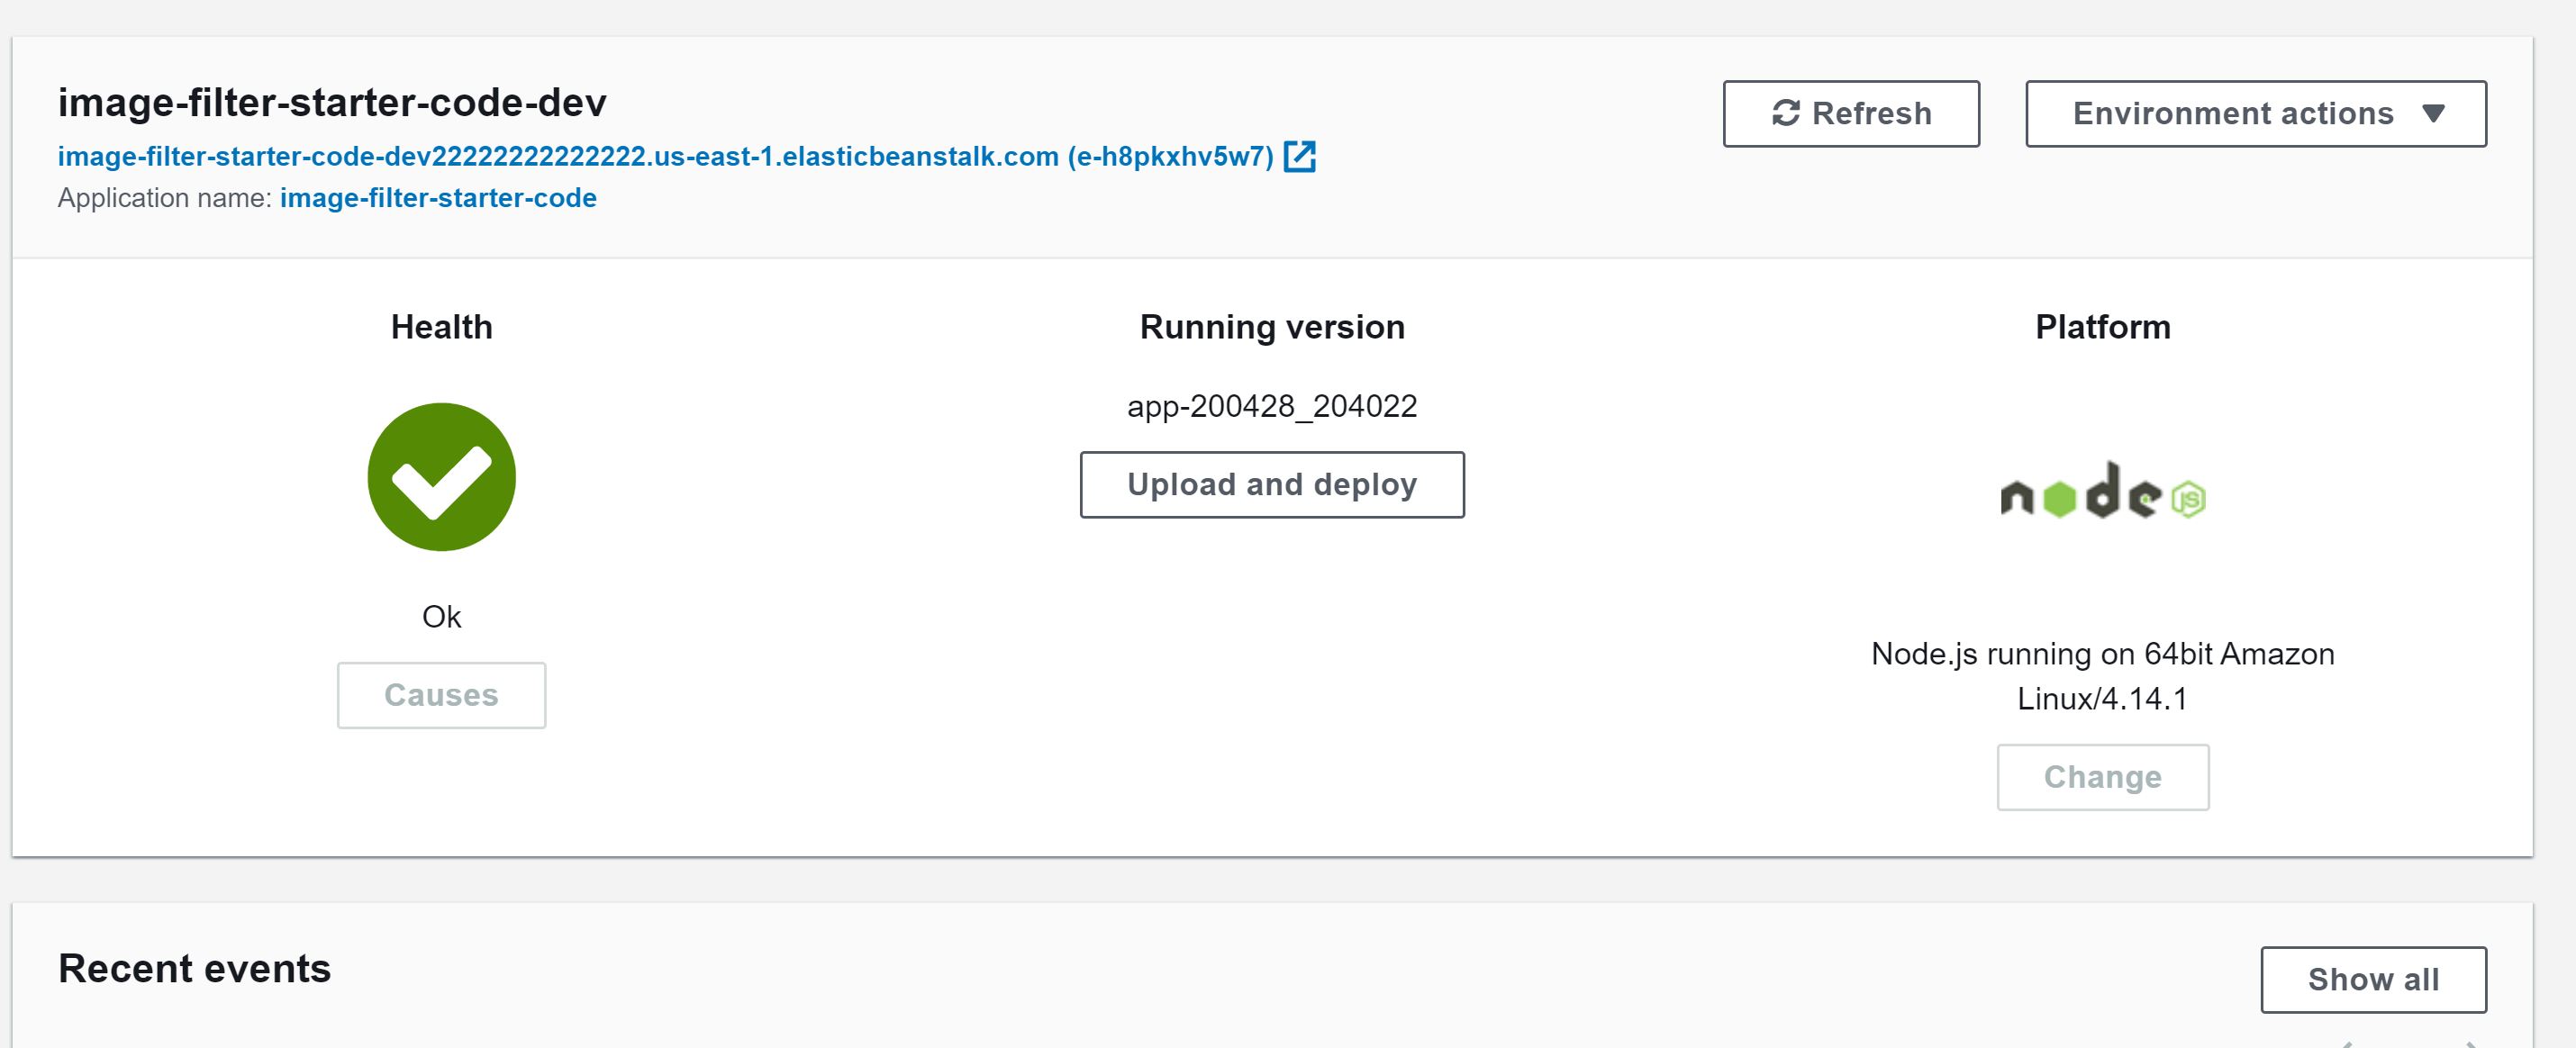 image-filter-starter-code-dev
image-filter-starter-code-dev22222222222222.us-east-1.elasticbeanstalk.com (e-h8pkxhv5w7)
Application name: image-filter-starter-code
Refresh
Environment actions
Health
Ok
Causes
Running version
app-200428_204022
Upload and deploy
Platform
node JS
Node.js running on 64bit Amazon
Linux/4.14.1
Change
Recent events
Show all